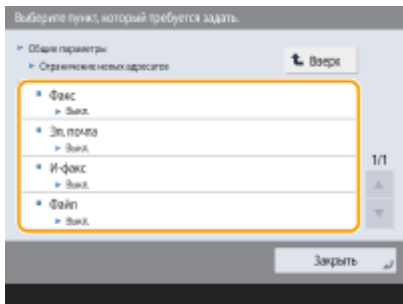 Выберите пункт, который требуется задать.
Общие параметры
Ограничение новых адресатов
Вверх
Факс
Выкл.
Эл. почта
Выкл.
И-факс
Выкл.
Файл
Выкл.
1/1
Закрыть